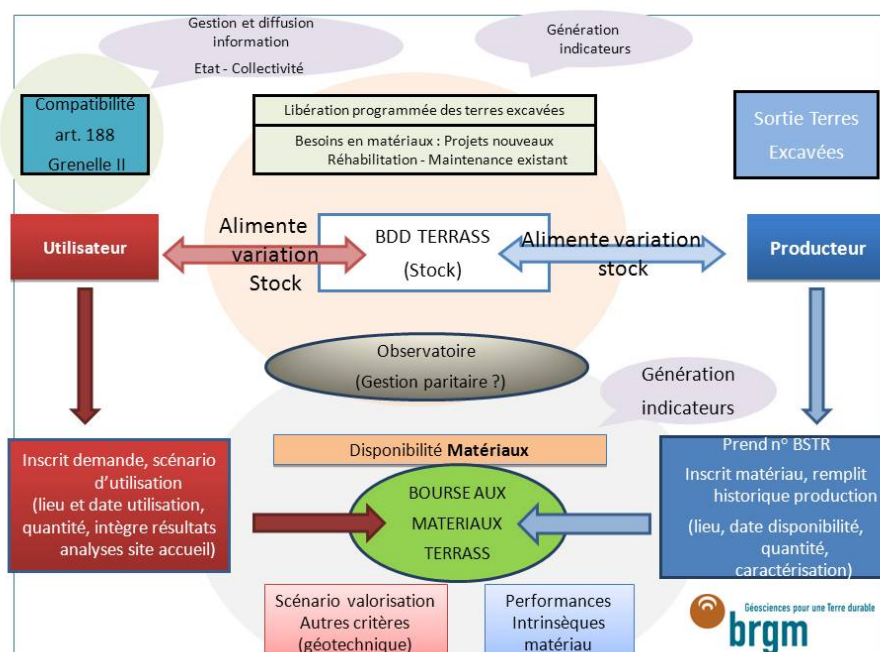 Gestion et diffusion
information
Etat - Collectivité
Génération
indicateurs
Compatibilité
art. 188
Grenelle II
Libération programmée des terres excavées
Besoins en matériaux : Projets nouveaux
Réhabilitation - Maintenance existant
Sortie Terres
Excavées
Utilisateur
Alimente
variation
Stock
BDD TERRASS
(Stock)
Alimente variation
stock
Producteur
Observatoire
(Gestion paritaire ?)
Génération
indicateurs
Inscrit demande, scénario
d'utilisation
(lieu et date utilisation,
quantité, intègre résultats
analyses site accueil)
Disponibilité Matériaux
BOURSE AUX
MATERIAUX
TERRASS
Prend n° BSTR
Inscrit matériau, remplit
historique production
(lieu, date disponibilité,
quantité,
caractérisation)
Scénario valorisation
Autres critères
(géotechnique)
Performances
Intrinsèques
matériau
Géosciences pour une Terre durable
brgm